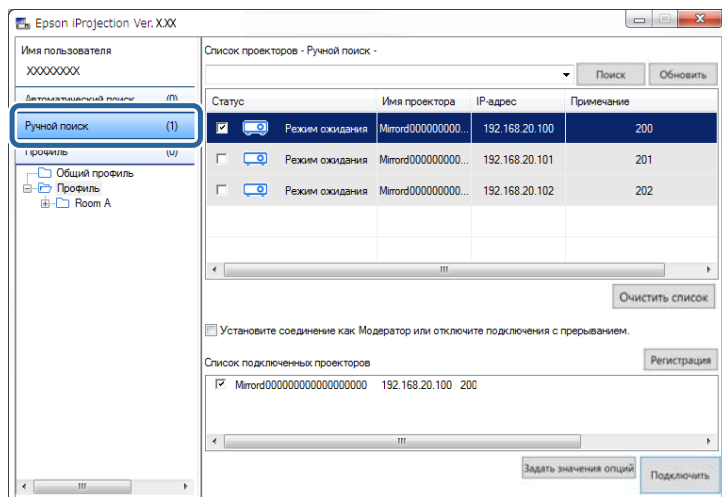 Epson iProjection Ver. X.XX
Имя пользователя
XXXXXXXX
Автоматический поиск (0)
Ручной поиск (1)
Профиль (0)
Общий профиль
Профиль
Room A
Список проекторов - Ручной поиск -
Поиск Обновить
Статус Имя проектора IP-адрес Примечание
Режим ожидания Mirrord000000000... 192.168.20.100 200
Режим ожидания Mirrord000000000... 192.168.20.101 201
Режим ожидания Mirrord000000000... 192.168.20.102 202
Очистить список
Установите соединение как Модератор или отключите подключения с прерыванием.
Список подключенных проекторов Регистрация
Mirrord000000000000000000 192.168.20.100 200
Задать значения опций Подключить